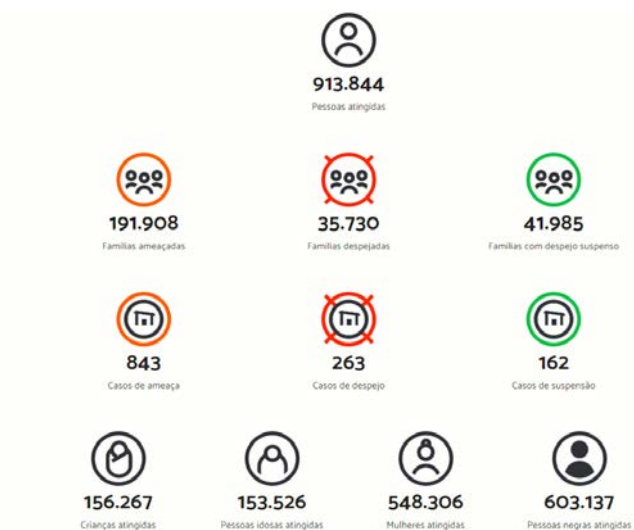 913.844
Pessoas atingidas
191.908
Famílias ameaçadas
35.730
Famílias despejadas
41.985
Famílias com despejo suspenso
843
Casos de ameaça
263
Casos de despejo
162
Casos de suspensão
156.267
Crianças atingidas
153.526
Pessoas idosas atingidas
548.306
Mulheres atingidas
603.137
Pessoas negras atingidas